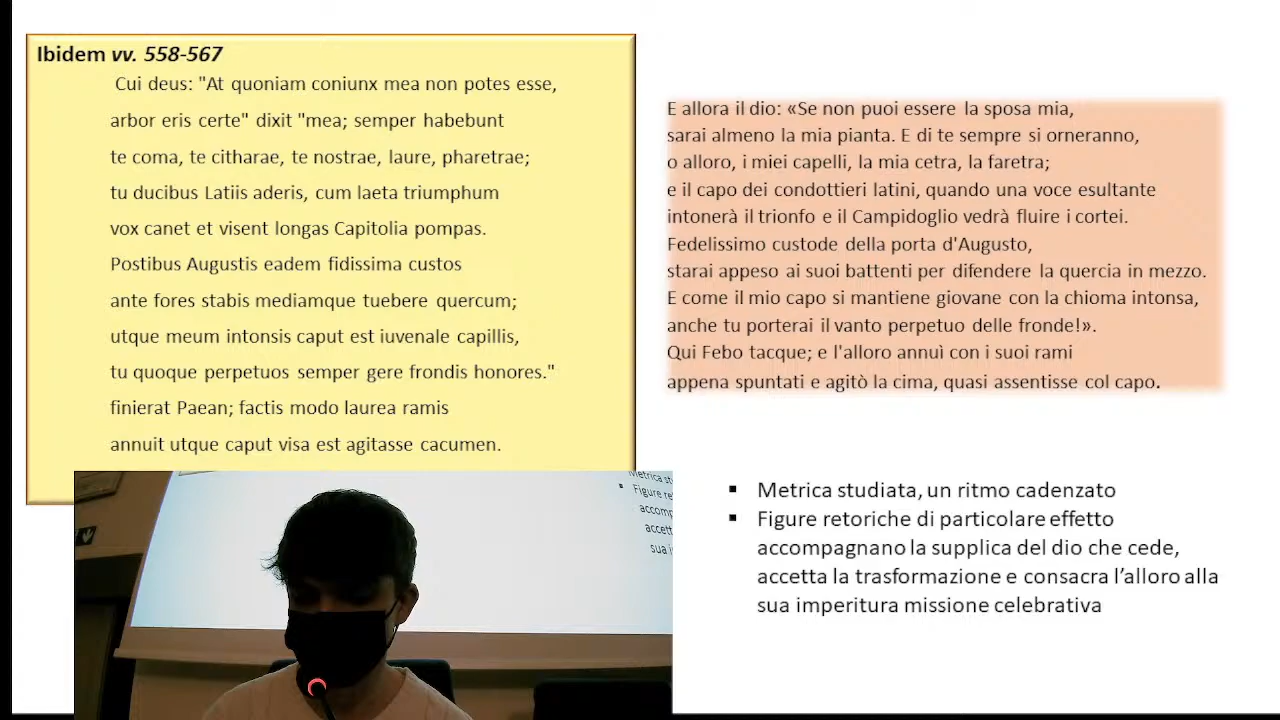 Ibidem vv. 558-567
Cui deus: "At quoniam coniunx mea non potes esse,
arbor eris certe" dixit "mea; semper habebunt
te coma, te citharae, te nostrae, laure, pharetrae;
tu ducibus Latiis aderis, cum laeta triumphum
vox canet et visent longas Capitolia pompas.
Postibus Augustis eadem fidissima custos
ante fores stabis mediamque tuebere quercum;
utque meum intonsis caput est iuvenale capillis,
tu quoque perpetuos semper gere frondis honores."
finierat Paean; factis modo laurea ramis
annuit utque caput visa est agitasse cacumen.
E allora il dio: «Se non puoi essere la sposa mia,
sarai almeno la mia pianta. E di te sempre si orneranno,
o alloro, i miei capelli, la mia cetra, la faretra;
e il capo dei condottieri latini, quando una voce esultante
intonerà il trionfo e il Campidoglio vedrà fluire i cortei.
Fedelissimo custode della porta d'Augusto,
starai appeso ai suoi battenti per difendere la quercia in mezzo.
E come il mio capo si mantiene giovane con la chioma intonsa,
anche tu porterai il vanto perpetuo delle fronde!».
Qui Febo tacque; e l'alloro annuì con i suoi rami
appena spuntati e agitò la cima, quasi assentisse col capo.
▪ Metrica studiata, un ritmo cadenzato
▪ Figure retoriche di particolare effetto
accompagnano la supplica del dio che cede,
accetta la trasformazione e consacra l’alloro alla
sua imperitura missione celebrativa